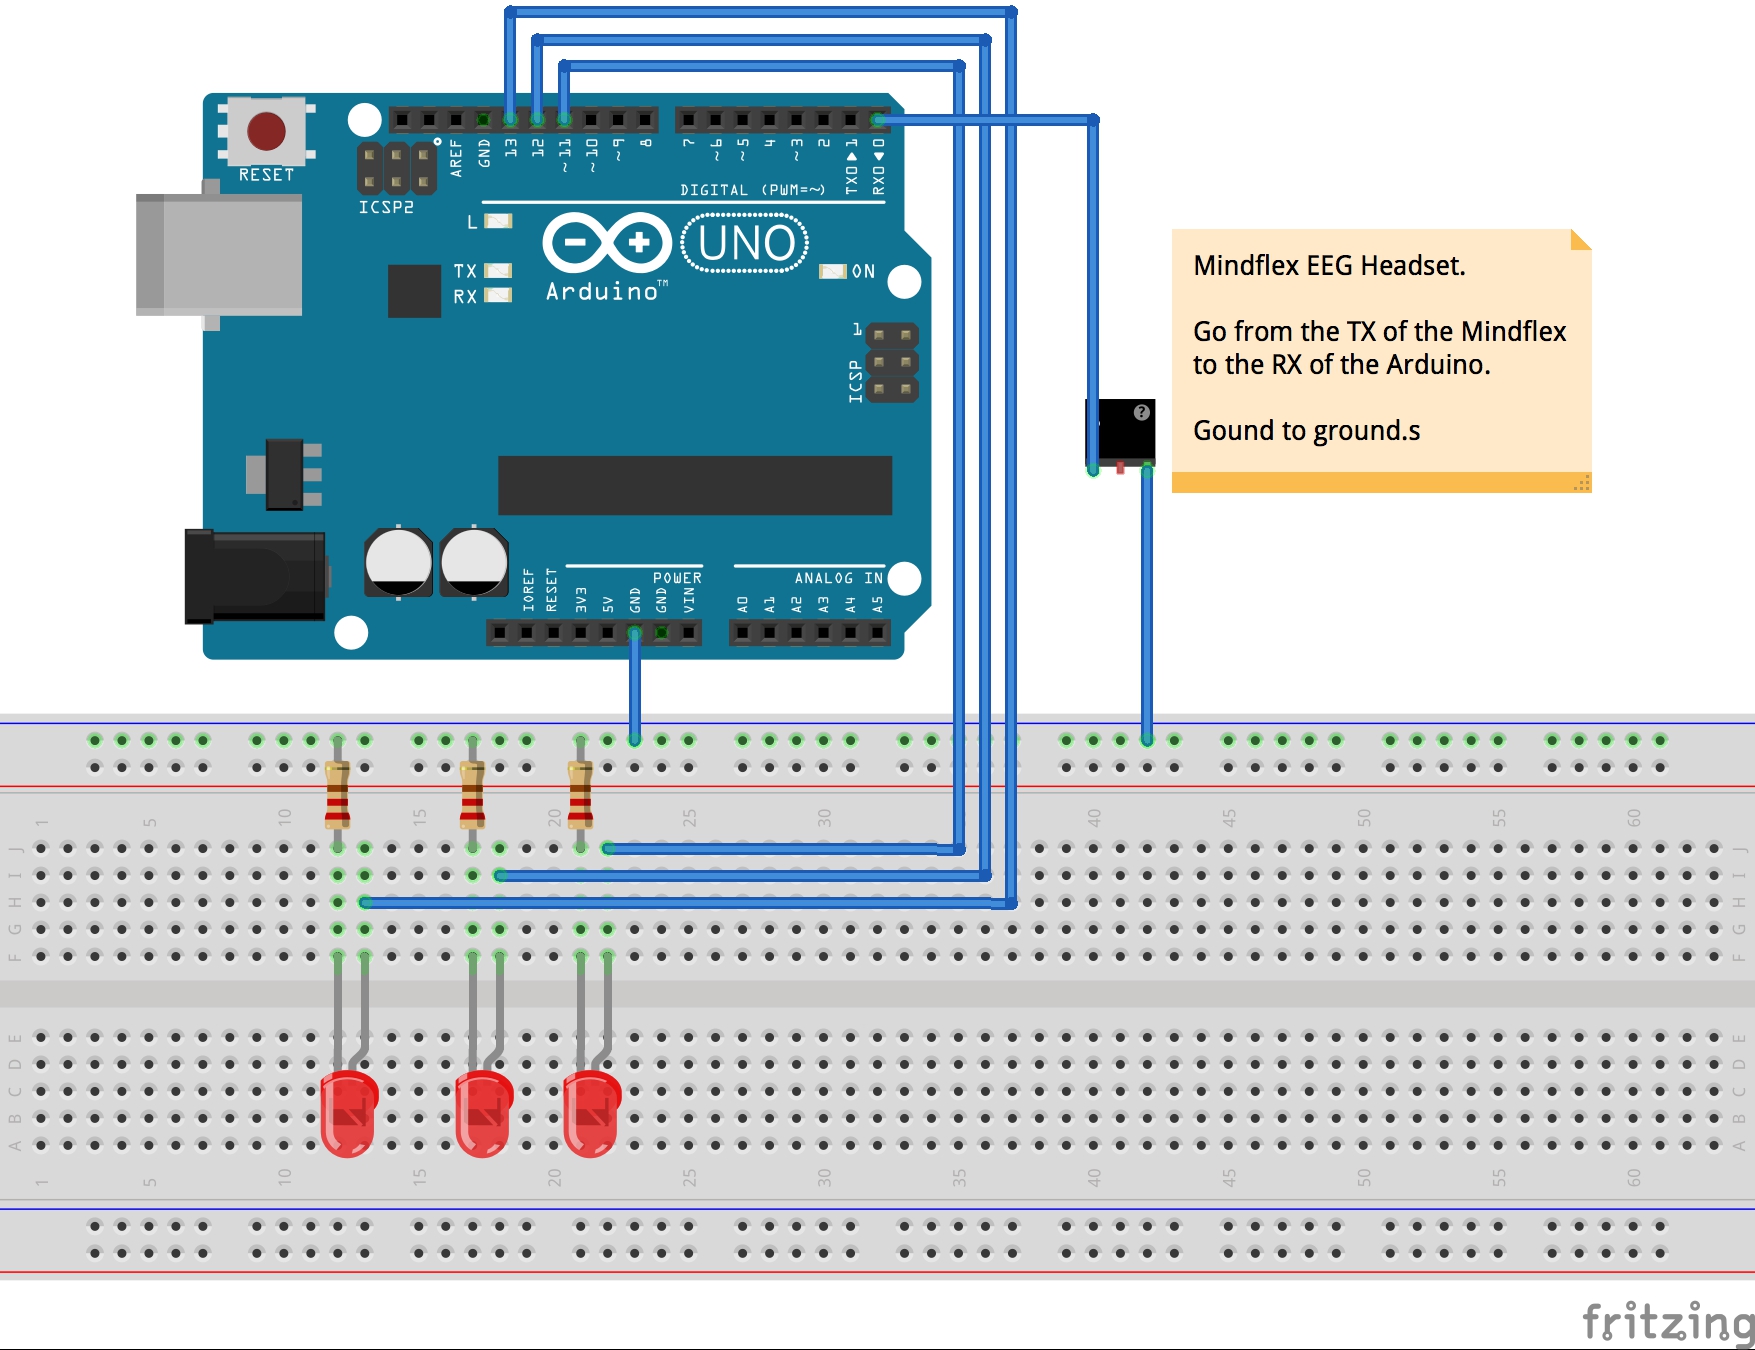 RESET
ICSP2
AREF
GND
13
12
~11
~10
~9
8
7
~6
~5
4
~3
2
TX0▶1
RX0◀0
DIGITAL (PWM=~)
L
TX
RX
UNO
Arduino™
ON
1
ICSP
Mindflex EEG Headset.
Go from the TX of the Mindflex
to the RX of the Arduino.
Gound to ground.s
?
POWER
ANALOG IN
IOREF
RESET
3V3
5V
GND
GND
VIN
A0
A1
A2
A3
A4
A5
1 5 10 15 20 25 30 40 45 50 55 60
J J
I I
H H
G G
F F
E E
D D
C C
B B
A A
1 5 10 15 20 25 30 35 40 45 50 55 60
fritzing